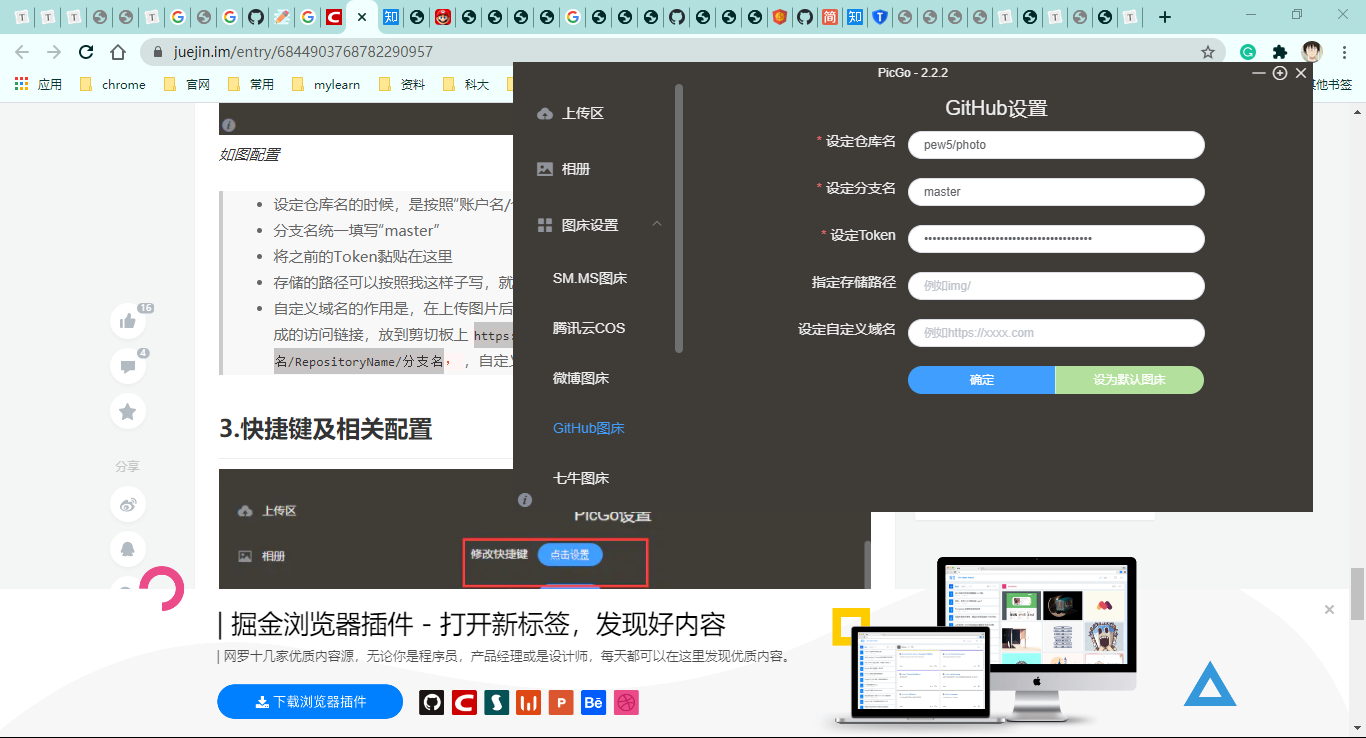 juejin.im/entry/6844903768782290957
应用
chrome
官网
常用
mylearn
资料
科大
其他书签
如图配置
设定仓库名的时候，是按照“账户名/
分支名统一填写“master”
将之前的Token黏贴在这里
存储的路径可以按照我这样子写，就
自定义域名的作用是，在上传图片后
成的访问链接，放到剪切板上 https:
名/RepositoryName/分支名， ，自定义
16
4
分享
3.快捷键及相关配置
上传区
相册
PicGo设置
修改快捷键
点击设置
PicGo - 2.2.2
上传区
相册
图床设置
SM.MS图床
腾讯云COS
微博图床
GitHub图床
七牛图床
GitHub设置
* 设定仓库名
pew5/photo
* 设定分支名
master
* 设定Token
指定存储路径
例如img/
设定自定义域名
例如https://xxxx.com
确定
设为默认图床
| 掘金浏览器插件 - 打开新标签，发现好内容
| 网罗十几家优质内容源，无论你是程序员，产品经理或是设计师，每天都可以在这里发现优质内容。
下载浏览器插件